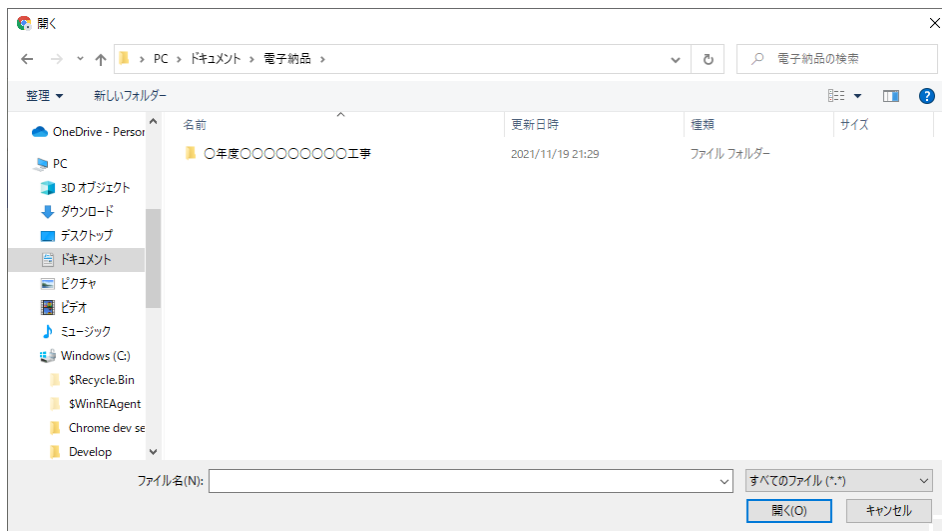 開く
PC › ドキュメント › 電子納品 ›
電子納品の検索
整理 新しいフォルダー
名前 更新日時 種類 サイズ
〇年度〇〇〇〇〇〇〇〇〇工事 2021/11/19 21:29 ファイル フォルダー
OneDrive - Person
PC
3D オブジェクト
ダウンロード
デスクトップ
ドキュメント
ピクチャ
ビデオ
ミュージック
Windows (C:)
$Recycle.Bin
$WinREAgent
Chrome dev se
Develop
ファイル名(N): すべてのファイル (*.*)
開く(O) キャンセル